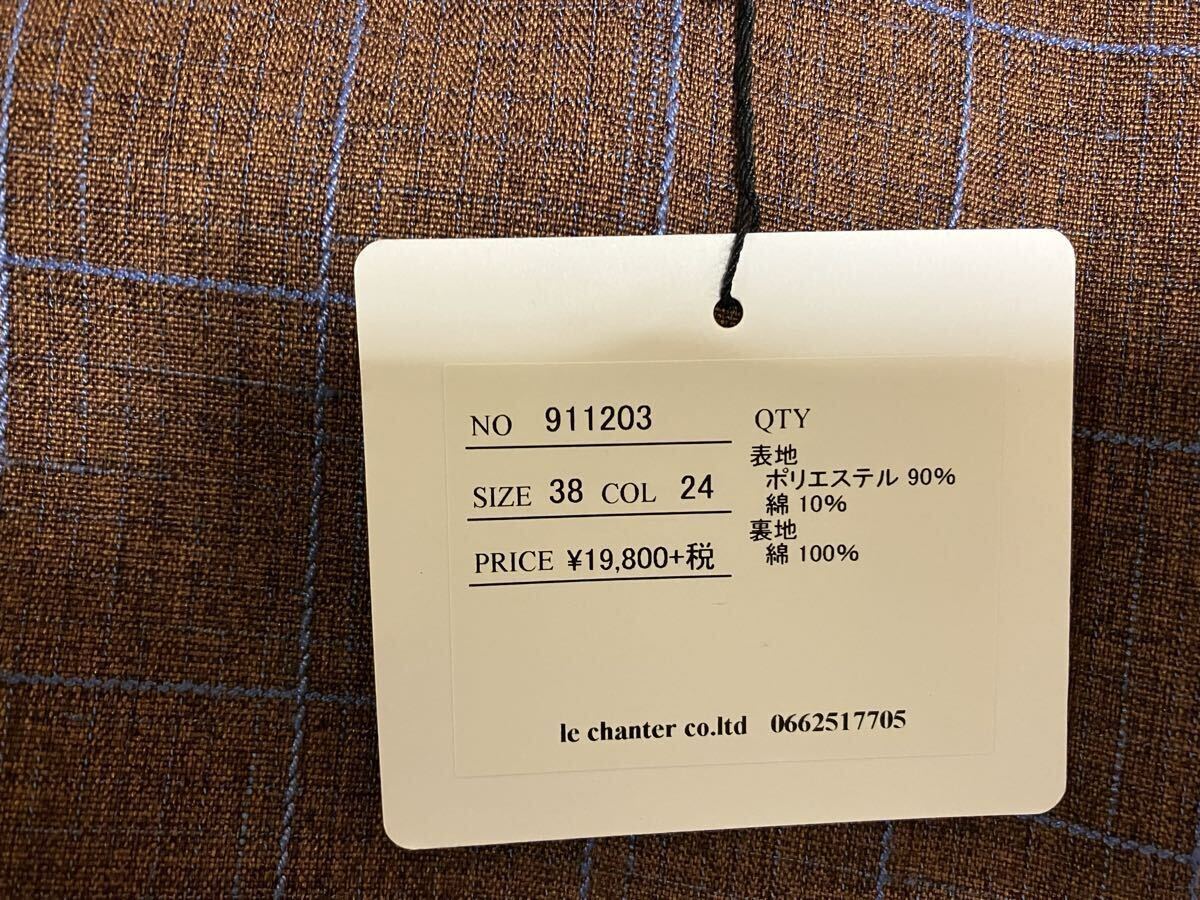 NO 911203
SIZE 38 COL 24
PRICE ¥19,800+税
QTY
表地
ポリエステル 90%
綿 10%
裏地
綿 100%
le chanter co.ltd 0662517705